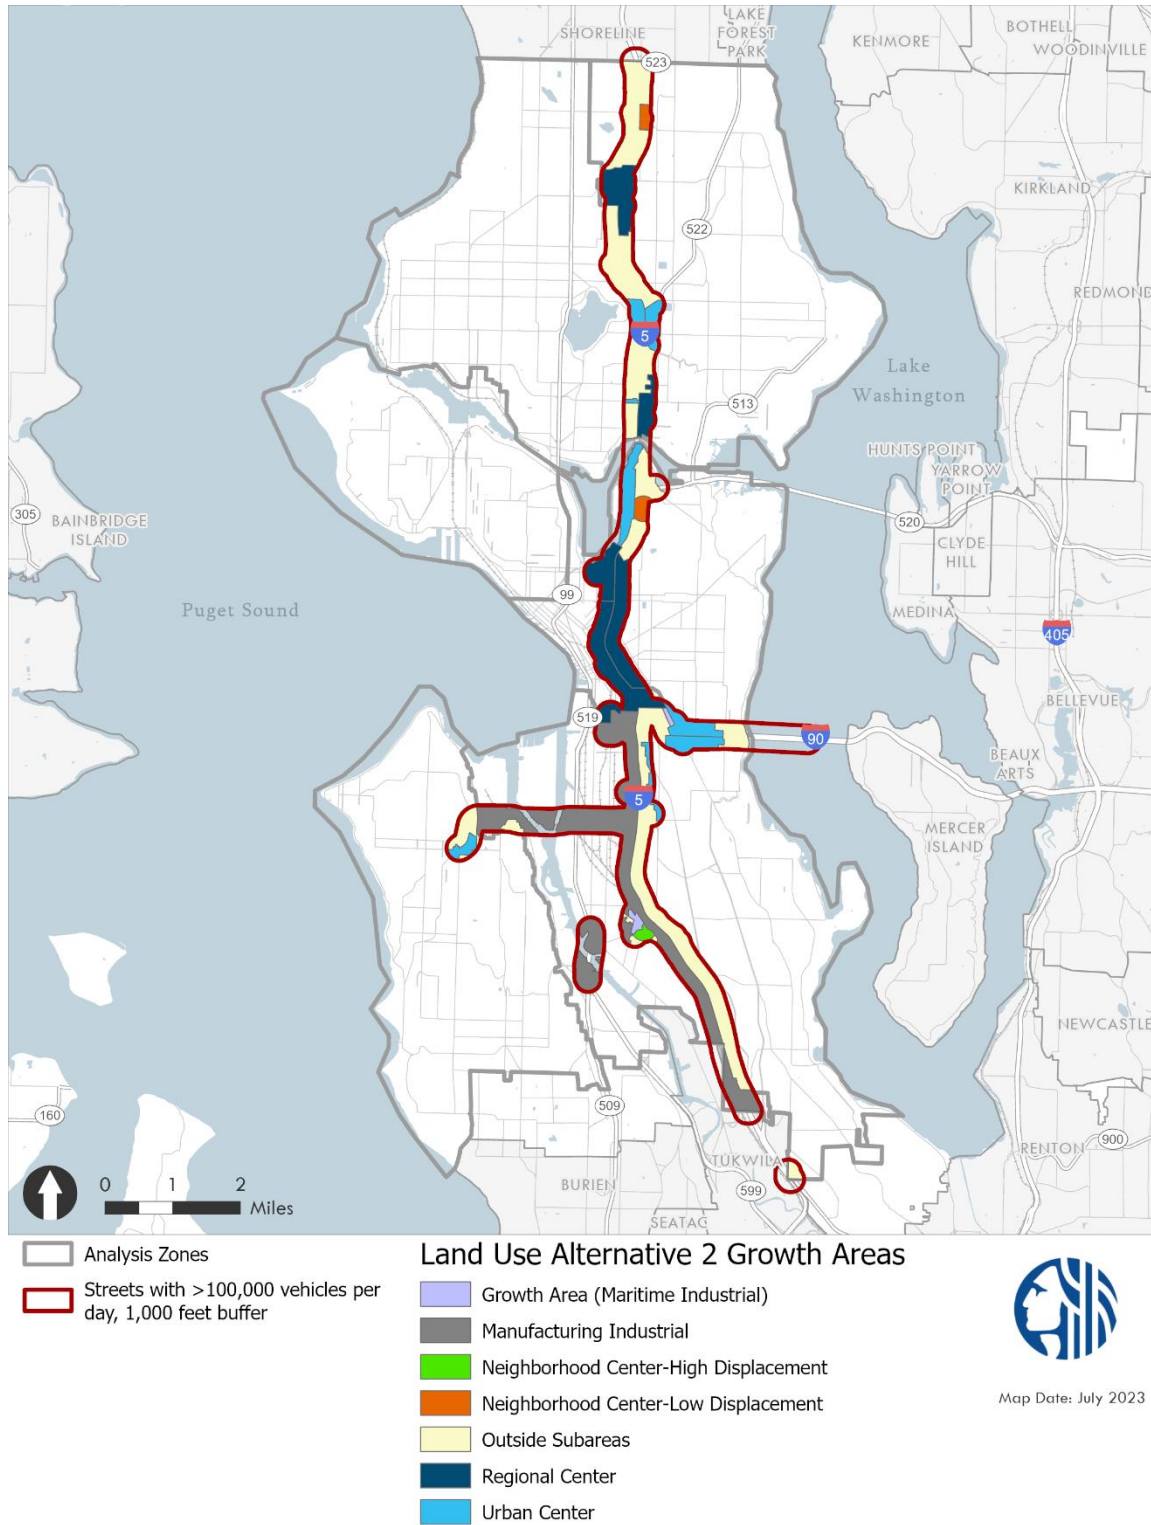 SHORELINE
LAKE
FOREST
PARK
BOTHELL
KENMORE
WOODINVILLE
523
KIRKLAND
522
REDMOND
5
Lake
Washington
513
HUNTS POINT
YARROW
POINT
305
BAINBRIDGE
ISLAND
520
CLYDE
HILL
99
Puget Sound
MEDINA
405
BELLEVUE
519
90
BEAUX
ARTS
5
MERCER
ISLAND
NEWCASTLE
160
509
RENTON
900
TUKWILA
599
BURIEN
SEATAC
0 1 2
Miles
Analysis Zones
Streets with >100,000 vehicles per
day, 1,000 feet buffer
Land Use Alternative 2 Growth Areas
Growth Area (Maritime Industrial)
Manufacturing Industrial
Neighborhood Center-High Displacement
Neighborhood Center-Low Displacement
Outside Subareas
Regional Center
Urban Center
Map Date: July 2023